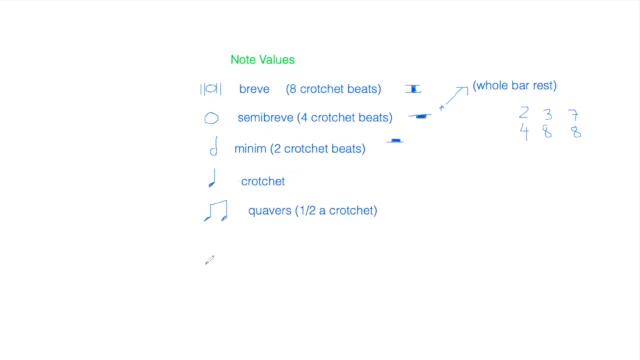 Note Values
breve (8 crotchet beats)
(whole bar rest)
semibreve (4 crotchet beats)
2 3 7
4 8 8
minim (2 crotchet beats)
crotchet
quavers (1/2 a crotchet)